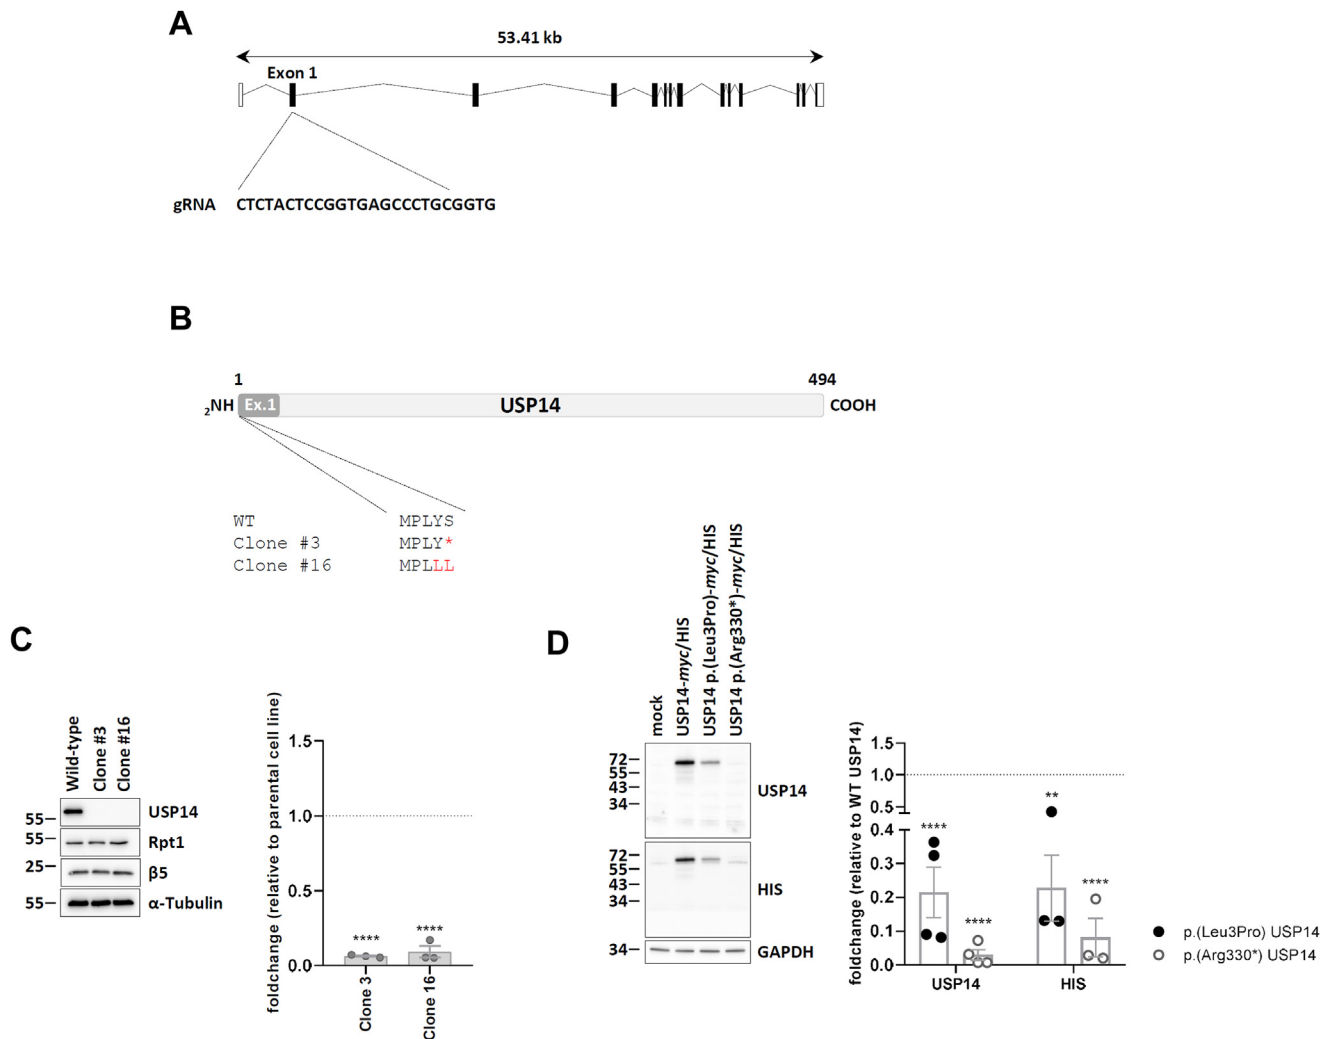 A
53.41 kb
Exon 1
gRNA CTCTACTCCGGTGAGCCCTGCGGTG
B
1 494
2NH Ex.1 USP14 COOH
WT MPLYS
Clone #3 MPLY*
Clone #16 MPLLL
C
Wild-type
Clone #3
Clone #16
55 USP14
55 Rpt1
25 β5
55 α-Tubulin
foldchange (relative to parental cell line)
1.5
1.0
0.5
0.0
****
****
Clone 3
Clone 16
D
mock
USP14-myc/HIS
USP14 p.(Leu3Pro)-myc/HIS
USP14 p.(Arg330*)-myc/HIS
72
55
43
34
USP14
72
55
43
34
HIS
34 GAPDH
foldchange (relative to WT USP14)
1.5
1.0
0.5
0.4
0.3
0.2
0.1
0.0
****
****
**
****
USP14 HIS
p.(Leu3Pro) USP14
p.(Arg330*) USP14